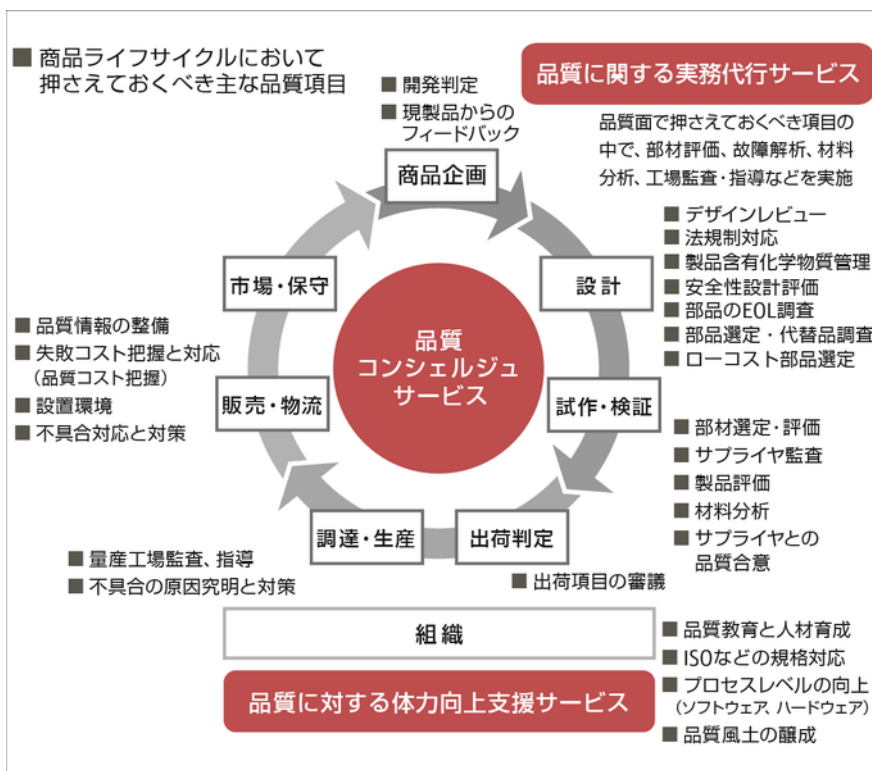 ■ 商品ライフサイクルにおいて
押さえておくべき主な品質項目
■ 開発判定
■ 現製品からの
フィードバック
品質に関する実務代行サービス
品質面で押さえておくべき項目の
中で、部材評価、故障解析、材料
分析、工場監査・指導などを実施
商品企画
■ デザインレビュー
■ 法規制対応
■ 製品含有化学物質管理
■ 安全性設計評価
■ 部品のEOL調査
■ 部品選定・代替品調査
■ ローコスト部品選定
設計
市場・保守
品質
コンシェルジュ
サービス
■ 品質情報の整備
■ 失敗コスト把握と対応
（品質コスト把握）
■ 設置環境
■ 不具合対応と対策
販売・物流
試作・検証
■ 部材選定・評価
■ サプライヤ監査
■ 製品評価
■ 材料分析
■ サプライヤとの
品質合意
調達・生産
出荷判定
■ 量産工場監査、指導
■ 不具合の原因究明と対策
■ 出荷項目の審議
組織
■ 品質教育と人材育成
■ ISOなどの規格対応
■ プロセスレベルの向上
（ソフトウェア、ハードウェア）
■ 品質風土の醸成
品質に対する体力向上支援サービス